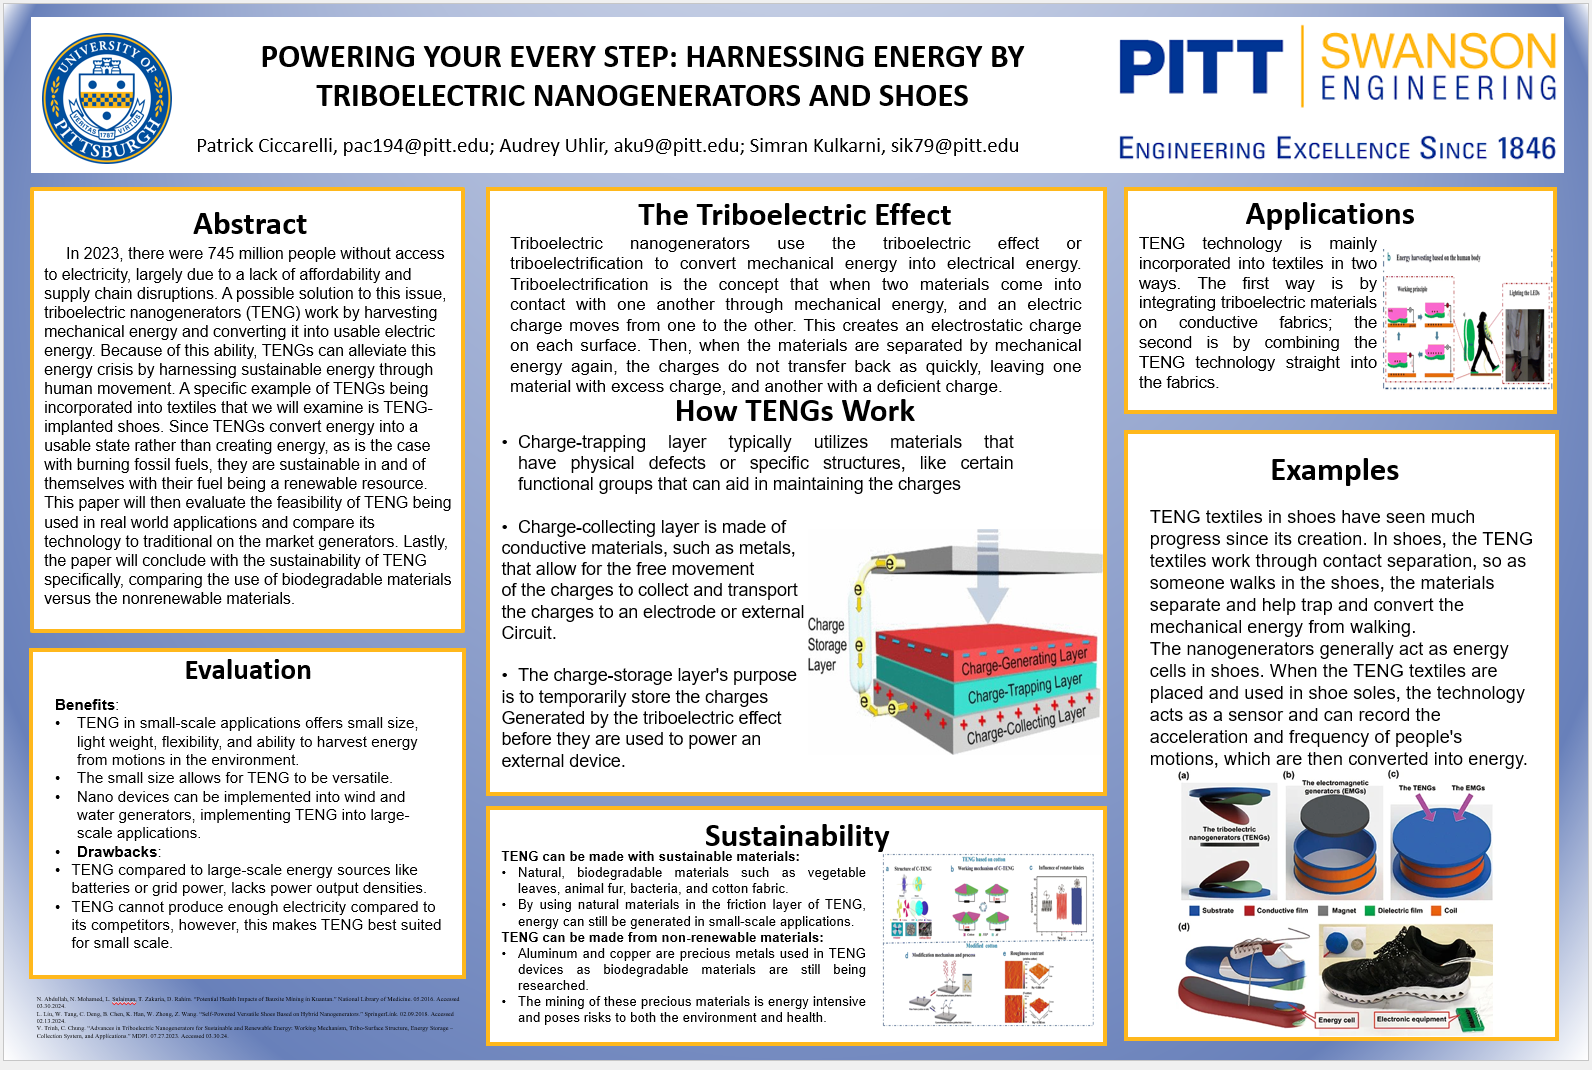 POWERING YOUR EVERY STEP: HARNESSING ENERGY BY
TRIBOELECTRIC NANOGENERATORS AND SHOES
Patrick Ciccarelli, pac194@pitt.edu; Audrey Uhlir, aku9@pitt.edu; Simran Kulkarni, sik79@pitt.edu
UNIVERSITY OF
PITTSBURGH
VERITAS VIRTUS
1787
PITT
SWANSON
ENGINEERING
ENGINEERING EXCELLENCE SINCE 1846
Abstract
In 2023, there were 745 million people without access
to electricity, largely due to a lack of affordability and
supply chain disruptions. A possible solution to this issue,
triboelectric nanogenerators (TENG) work by harvesting
mechanical energy and converting it into usable electric
energy. Because of this ability, TENGs can alleviate this
energy crisis by harnessing sustainable energy through
human movement. A specific example of TENGs being
incorporated into textiles that we will examine is TENG-
implanted shoes. Since TENGs convert energy into a
usable state rather than creating energy, as is the case
with burning fossil fuels, they are sustainable in and of
themselves with their fuel being a renewable resource.
This paper will then evaluate the feasibility of TENG being
used in real world applications and compare its
technology to traditional on the market generators. Lastly,
the paper will conclude with the sustainability of TENG
specifically, comparing the use of biodegradable materials
versus the nonrenewable materials.
Evaluation
Benefits:
• TENG in small-scale applications offers small size,
light weight, flexibility, and ability to harvest energy
from motions in the environment.
• The small size allows for TENG to be versatile.
• Nano devices can be implemented into wind and
water generators, implementing TENG into large-
scale applications.
• Drawbacks:
• TENG compared to large-scale energy sources like
batteries or grid power, lacks power output densities.
• TENG cannot produce enough electricity compared to
its competitors, however, this makes TENG best suited
for small scale.
N. Abdullah, N. Mohamed, L. Sulaiman, T. Zakaria, D. Rahim. "Potential Health Impacts of Bauxite Mining in Kuantan." National Library of Medicine. 05.2016. Accessed
03.30.2024.
L. Liu, W. Tang, C. Deng, B. Chen, K. Han, W. Zhong, Z. Wang. "Self-Powered Versatile Shoes Based on Hybrid Nanogenerators." SpringerLink. 02.09.2018. Accessed
02.13.2024.
V. Trinh, C. Chung. "Advances in Triboelectric Nanogenerators for Sustainable and Renewable Energy: Working Mechanism, Tribo-Surface Structure, Energy Storage-
Collection System, and Applications." MDPI. 07.27.2023. Accessed 03.30.24.
The Triboelectric Effect
Triboelectric nanogenerators use the triboelectric effect or
triboelectrification to convert mechanical energy into electrical energy.
Triboelectrification is the concept that when two materials come into
contact with one another through mechanical energy, and an electric
charge moves from one to the other. This creates an electrostatic charge
on each surface. Then, when the materials are separated by mechanical
energy again, the charges do not transfer back as quickly, leaving one
material with excess charge, and another with a deficient charge.
How TENGs Work
• Charge-trapping layer typically utilizes materials that
have physical defects or specific structures, like certain
functional groups that can aid in maintaining the charges
• Charge-collecting layer is made of
conductive materials, such as metals,
that allow for the free movement
of the charges to collect and transport
the charges to an electrode or external
Circuit.
• The charge-storage layer's purpose
is to temporarily store the charges
Generated by the triboelectric effect
before they are used to power an
external device.
e
e
e
e
e
Charge
Storage
Layer
Charge-Generating Layer
Charge-Trapping Layer
Charge-Collecting Layer
Sustainability
TENG can be made with sustainable materials:
• Natural, biodegradable materials such as vegetable
leaves, animal fur, bacteria, and cotton fabric.
• By using natural materials in the friction layer of TENG,
energy can still be generated in small-scale applications.
TENG can be made from non-renewable materials:
• Aluminum and copper are precious metals used in TENG
devices as biodegradable materials are still being
researched.
• The mining of these precious materials is energy intensive
and poses risks to both the environment and health.
TENG based on cotton
a Structure of C-TENG
b Working mechanism of C-TENG
c Influence of rotator blades
Modified cotton
d Modification mechanism and process
e Roughness contrast
Applications
TENG technology is mainly
incorporated into textiles in two
ways. The first way is by
integrating triboelectric materials
on conductive fabrics; the
second is by combining the
TENG technology straight into
the fabrics.
b Energy harvesting based on the human body
Working principle
Lighting the LEDs
Examples
TENG textiles in shoes have seen much
progress since its creation. In shoes, the TENG
textiles work through contact separation, so as
someone walks in the shoes, the materials
separate and help trap and convert the
mechanical energy from walking.
The nanogenerators generally act as energy
cells in shoes. When the TENG textiles are
placed and used in shoe soles, the technology
acts as a sensor and can record the
acceleration and frequency of people's
motions, which are then converted into energy.
(a)
The triboelectric
nanogenerators (TENGs)
(b)
The electromagnetic
generators (EMGs)
(c)
The TENGs
The EMGs
Substrate
Conductive film
Magnet
Dielectric film
Coil
(d)
Energy cell
Electronic equipment